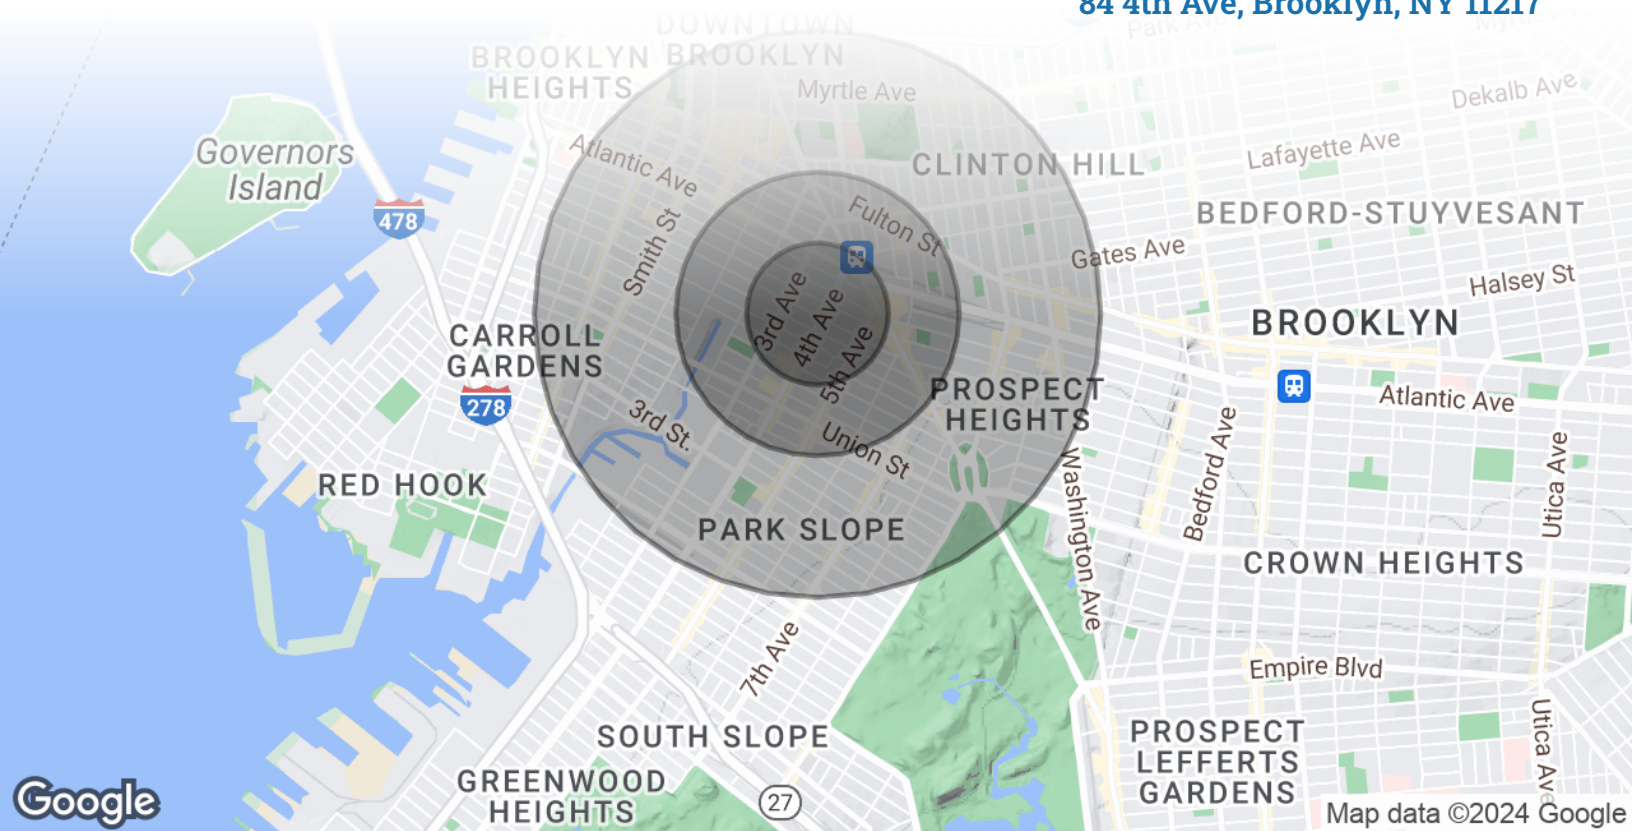 84 4th Ave, Brooklyn, NY 11217
Park Ave
Myrtle Ave
DOWNTOWN
BROOKLYN
BROOKLYN
HEIGHTS
Myrtle Ave
Dekalb Ave
Governors
Island
Atlantic Ave
CLINTON HILL
Lafayette Ave
478
Smith St
Fulton St
BEDFORD-STUYVESANT
Gates Ave
Halsey St
3rd Ave
4th Ave
5th Ave
BROOKLYN
CARROLL
GARDENS
278
PROSPECT
HEIGHTS
Atlantic Ave
3rd St.
Union St
Bedford Ave
Utica Ave
RED HOOK
Washington Ave
PARK SLOPE
CROWN HEIGHTS
7th Ave
Empire Blvd
SOUTH SLOPE
PROSPECT
LEFFERTS
GARDENS
Utica Ave
GREENWOOD
HEIGHTS
27
Google
Map data ©2024 Google